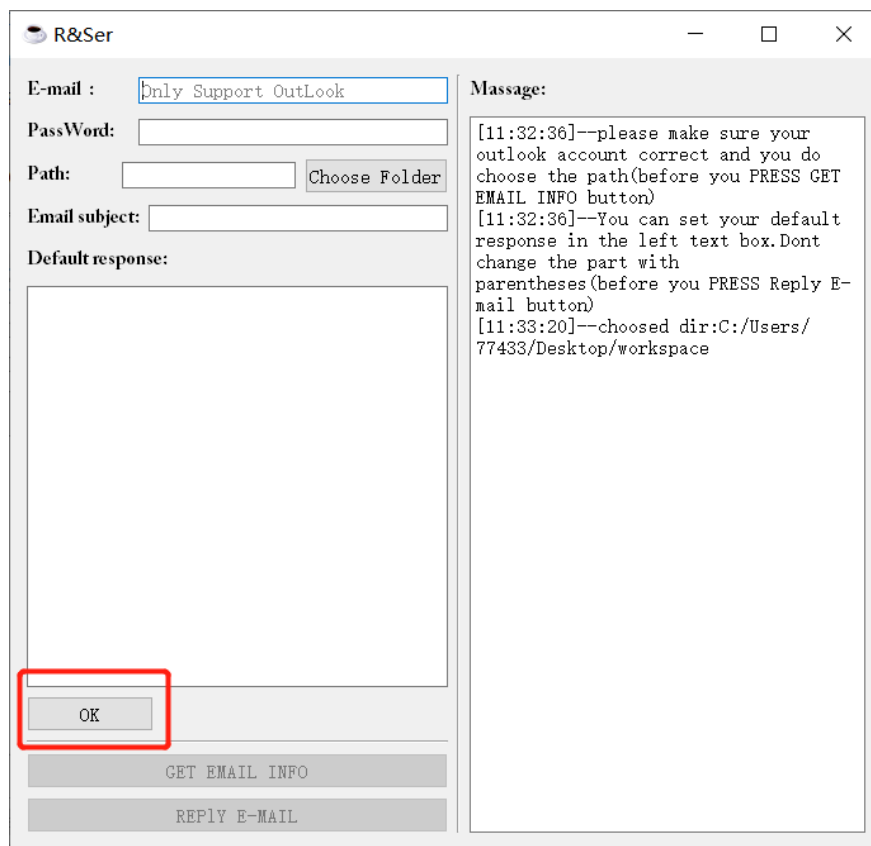 R&Ser
E-mail :
Only Support OutLook
PassWord:
Path:
Choose Folder
Email subject:
Default response:
OK
GET EMAIL INFO
REPlY E-MAIL
Massage:
[11:32:36]--please make sure your
outlook account correct and you do
choose the path(before you PRESS GET
EMAIL INFO button)
[11:32:36]--You can set your default
response in the left text box.Dont
change the part with
parentheses(before you PRESS Reply E-
mail button)
[11:33:20]--choosed dir:C:/Users/
77433/Desktop/workspace